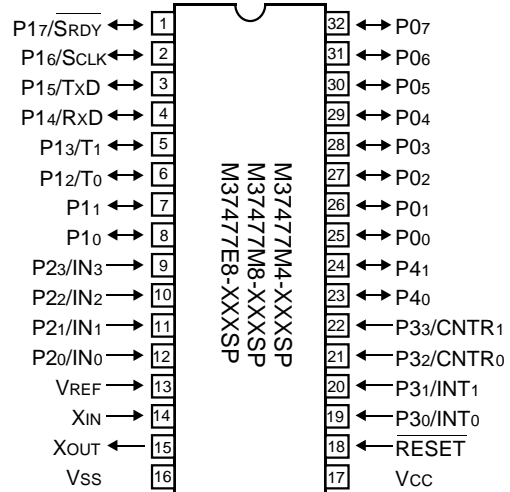 P17/SRDY 1
P16/SCLK 2
P15/TxD 3
P14/RxD 4
P13/T1 5
P12/T0 6
P11 7
P10 8
P23/IN3 9
P22/IN2 10
P21/IN1 11
P20/IN0 12
VREF 13
XIN 14
XOUT 15
VSS 16
M37477M4-XXXSP
M37477M8-XXXSP
M37477E8-XXXSP
32 P07
31 P06
30 P05
29 P04
28 P03
27 P02
26 P01
25 P00
24 P41
23 P40
22 P33/CNTR1
21 P32/CNTR0
20 P31/INT1
19 P30/INT0
18 RESET
17 VCC